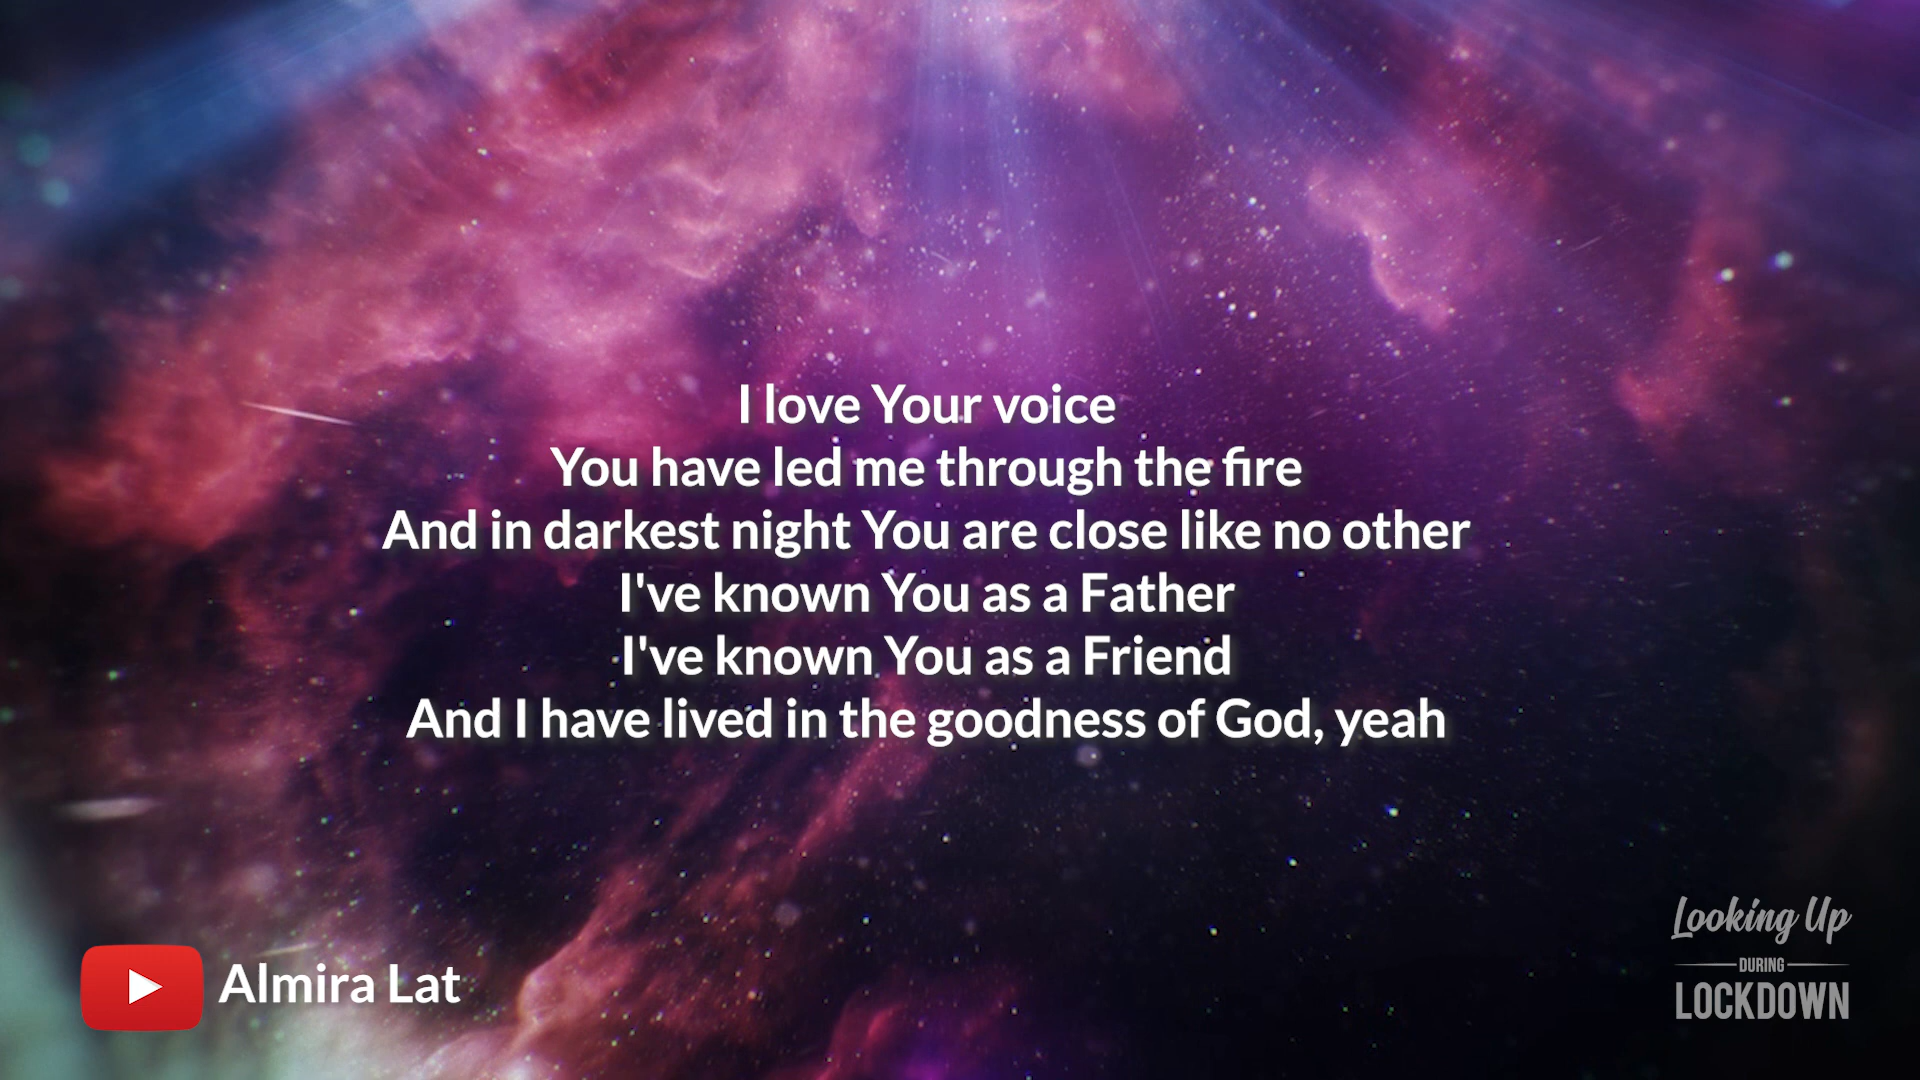 I love Your voice
You have led me through the fire
And in darkest night You are close like no other
I've known You as a Father
I've known You as a Friend
And I have lived in the goodness of God, yeah
Almira Lat
Looking Up
DURING
LOCKDOWN